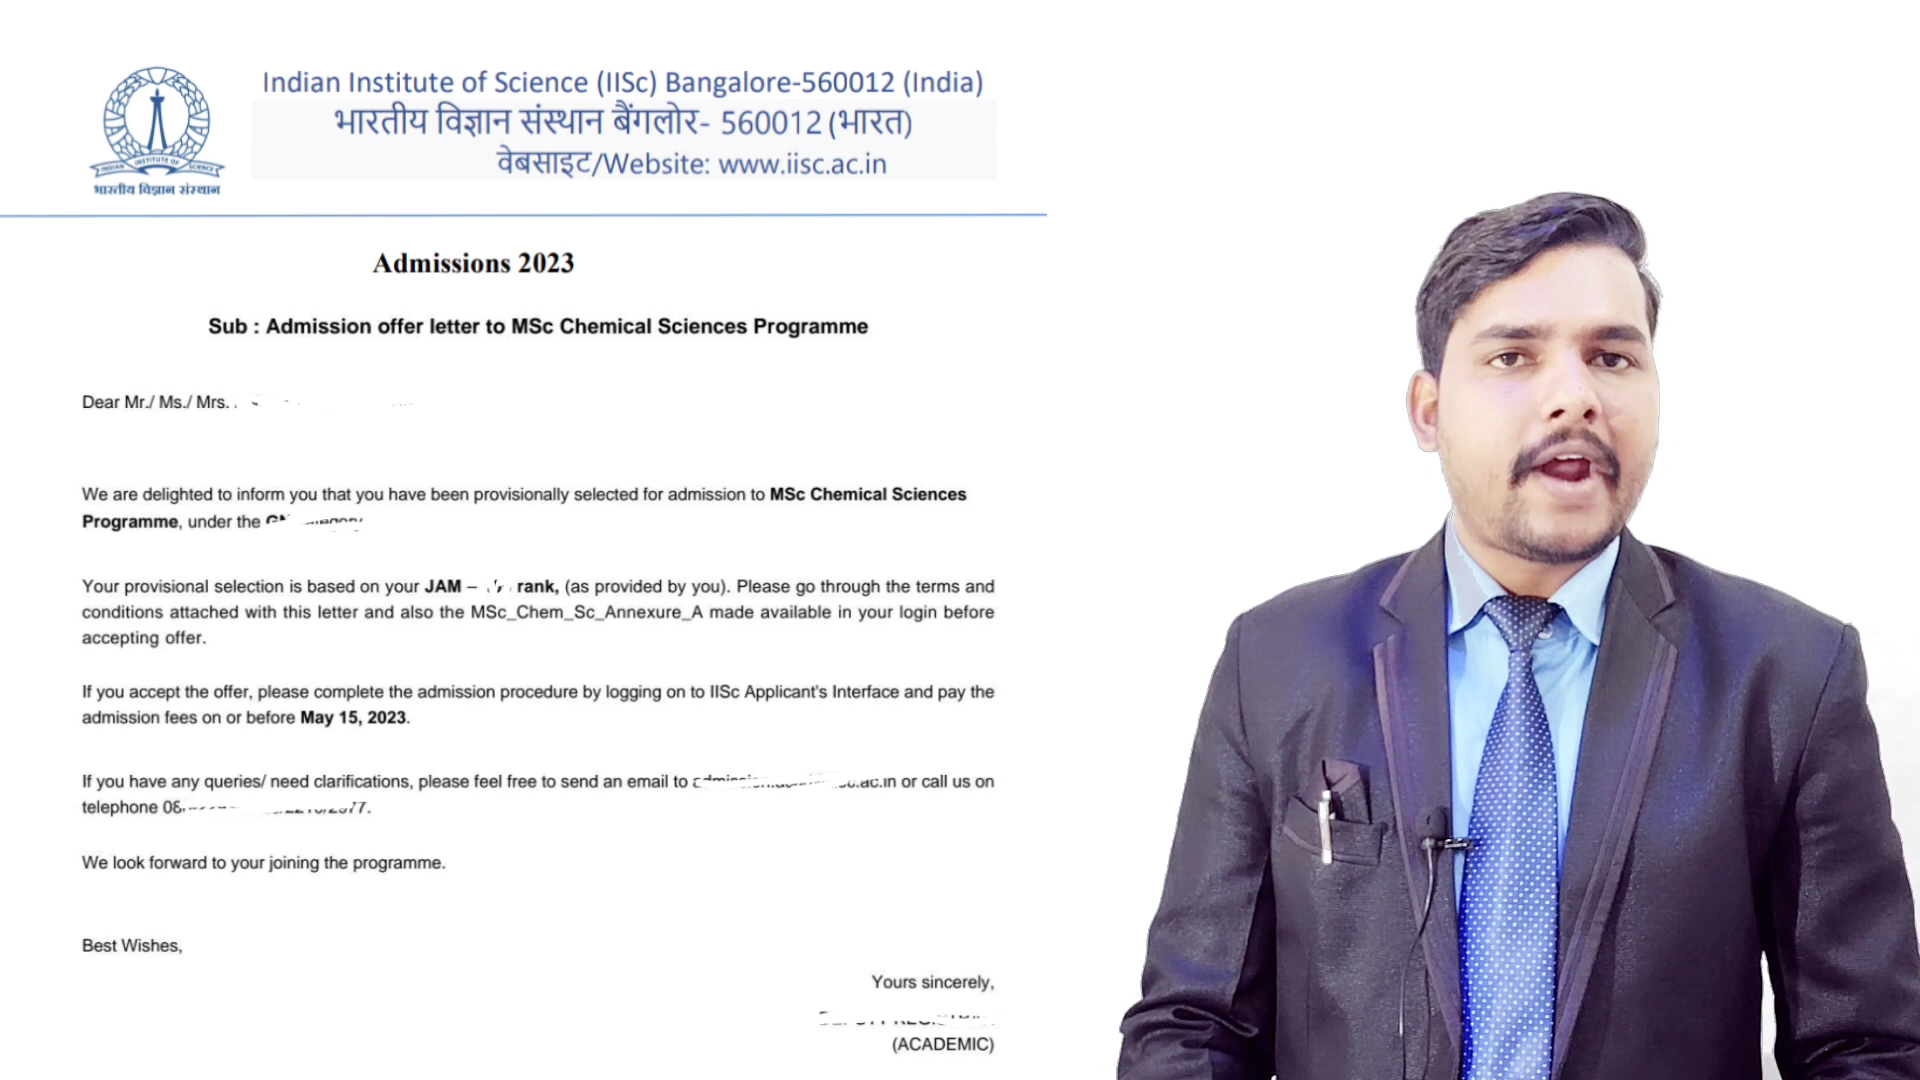 Indian Institute of Science (IISc) Bangalore-560012 (India)
भारतीय विज्ञान संस्थान बैंगलोर- 560012 (भारत)
वेबसाइट/Website: www.iisc.ac.in
INDIAN INSTITUTE OF SCIENCE
भारतीय विज्ञान संस्थान
Admissions 2023
Sub : Admission offer letter to MSc Chemical Sciences Programme
Dear Mr./ Ms./ Mrs.
We are delighted to inform you that you have been provisionally selected for admission to MSc Chemical Sciences
Programme, under the
Your provisional selection is based on your JAM – rank, (as provided by you). Please go through the terms and
conditions attached with this letter and also the MSc_Chem_Sc_Annexure_A made available in your login before
accepting offer.
If you accept the offer, please complete the admission procedure by logging on to IISc Applicant's Interface and pay the
admission fees on or before May 15, 2023.
If you have any queries/ need clarifications, please feel free to send an email to or call us on
telephone
We look forward to your joining the programme.
Best Wishes,
Yours sincerely,
(ACADEMIC)